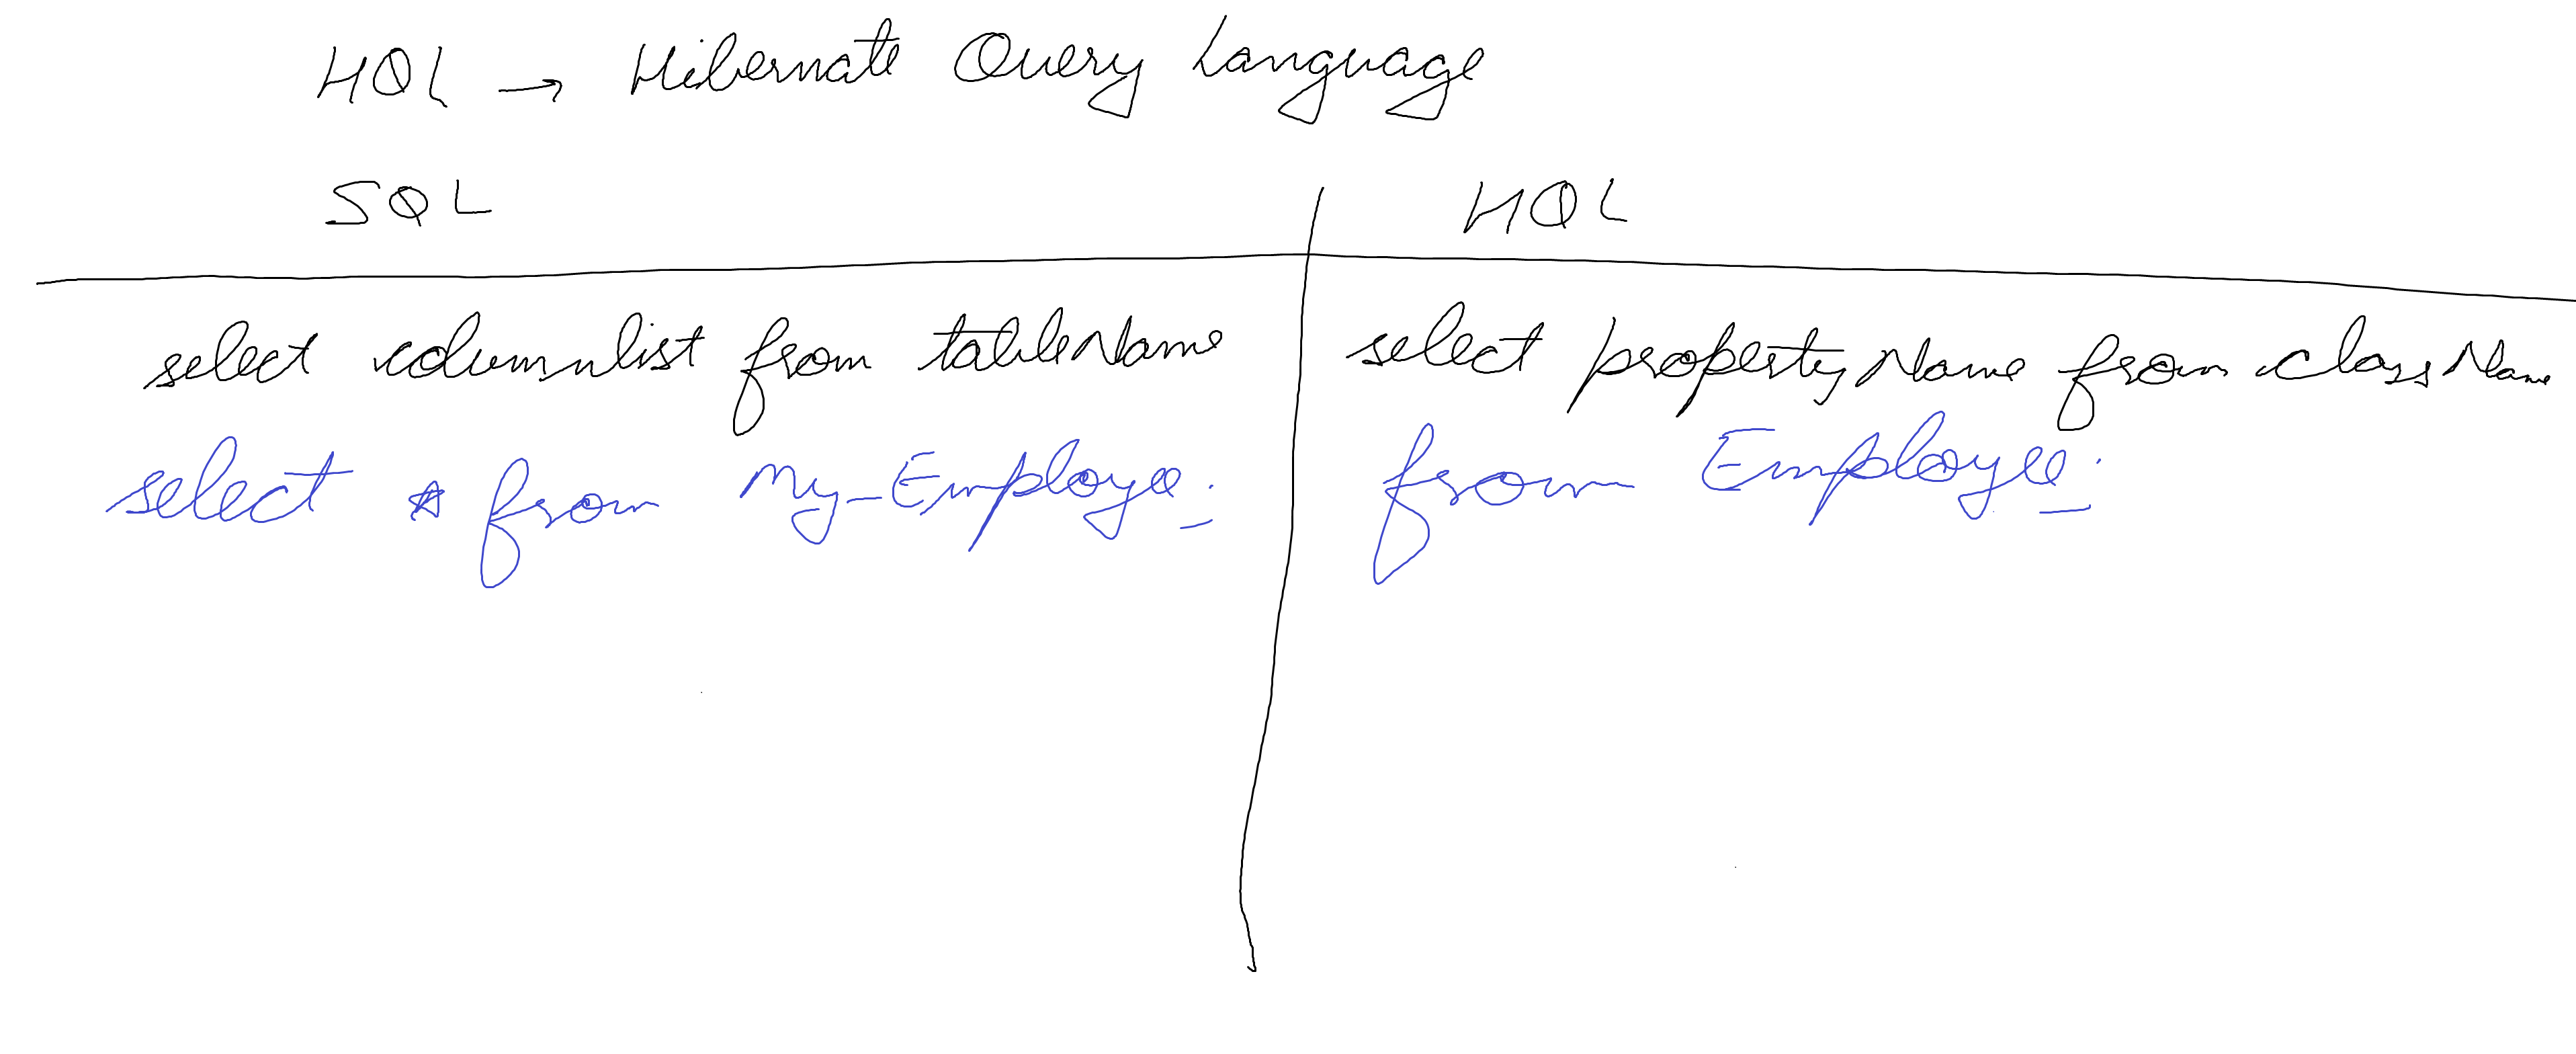 HQL → Hibernate Query Language
SQL HQL
select columnlist from tableName select propertyName from className
select * from My_Employee; from Employee;